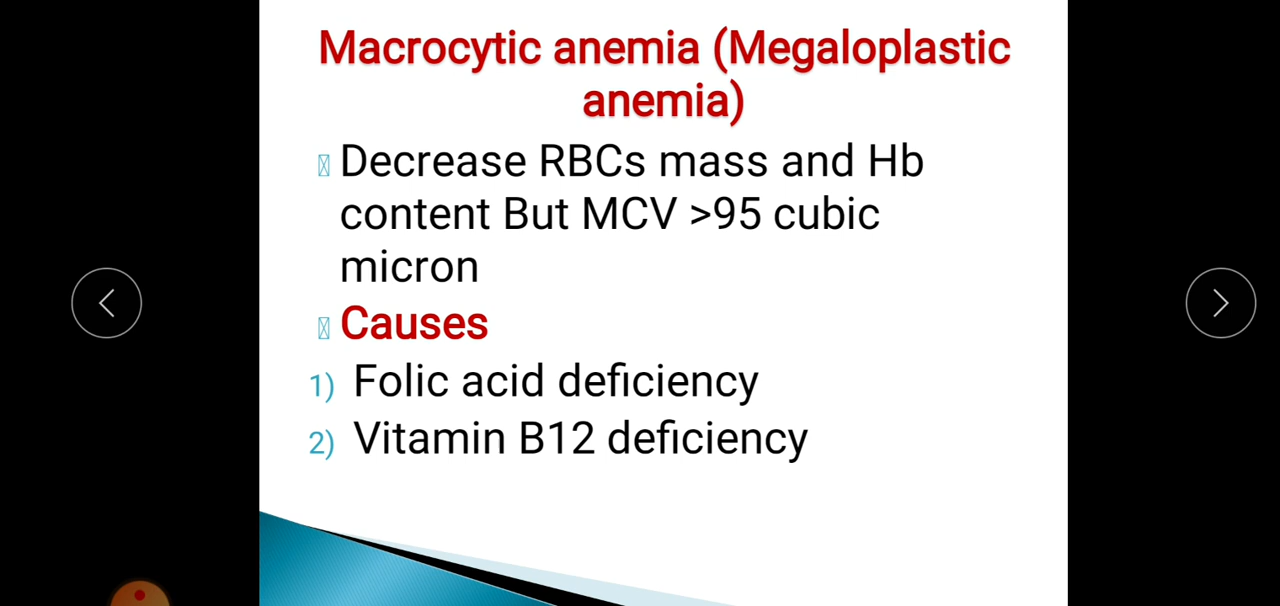 Macrocytic anemia (Megaloplastic
anemia)
Decrease RBCs mass and Hb
content But MCV >95 cubic
micron
Causes
1) Folic acid deficiency
2) Vitamin B12 deficiency